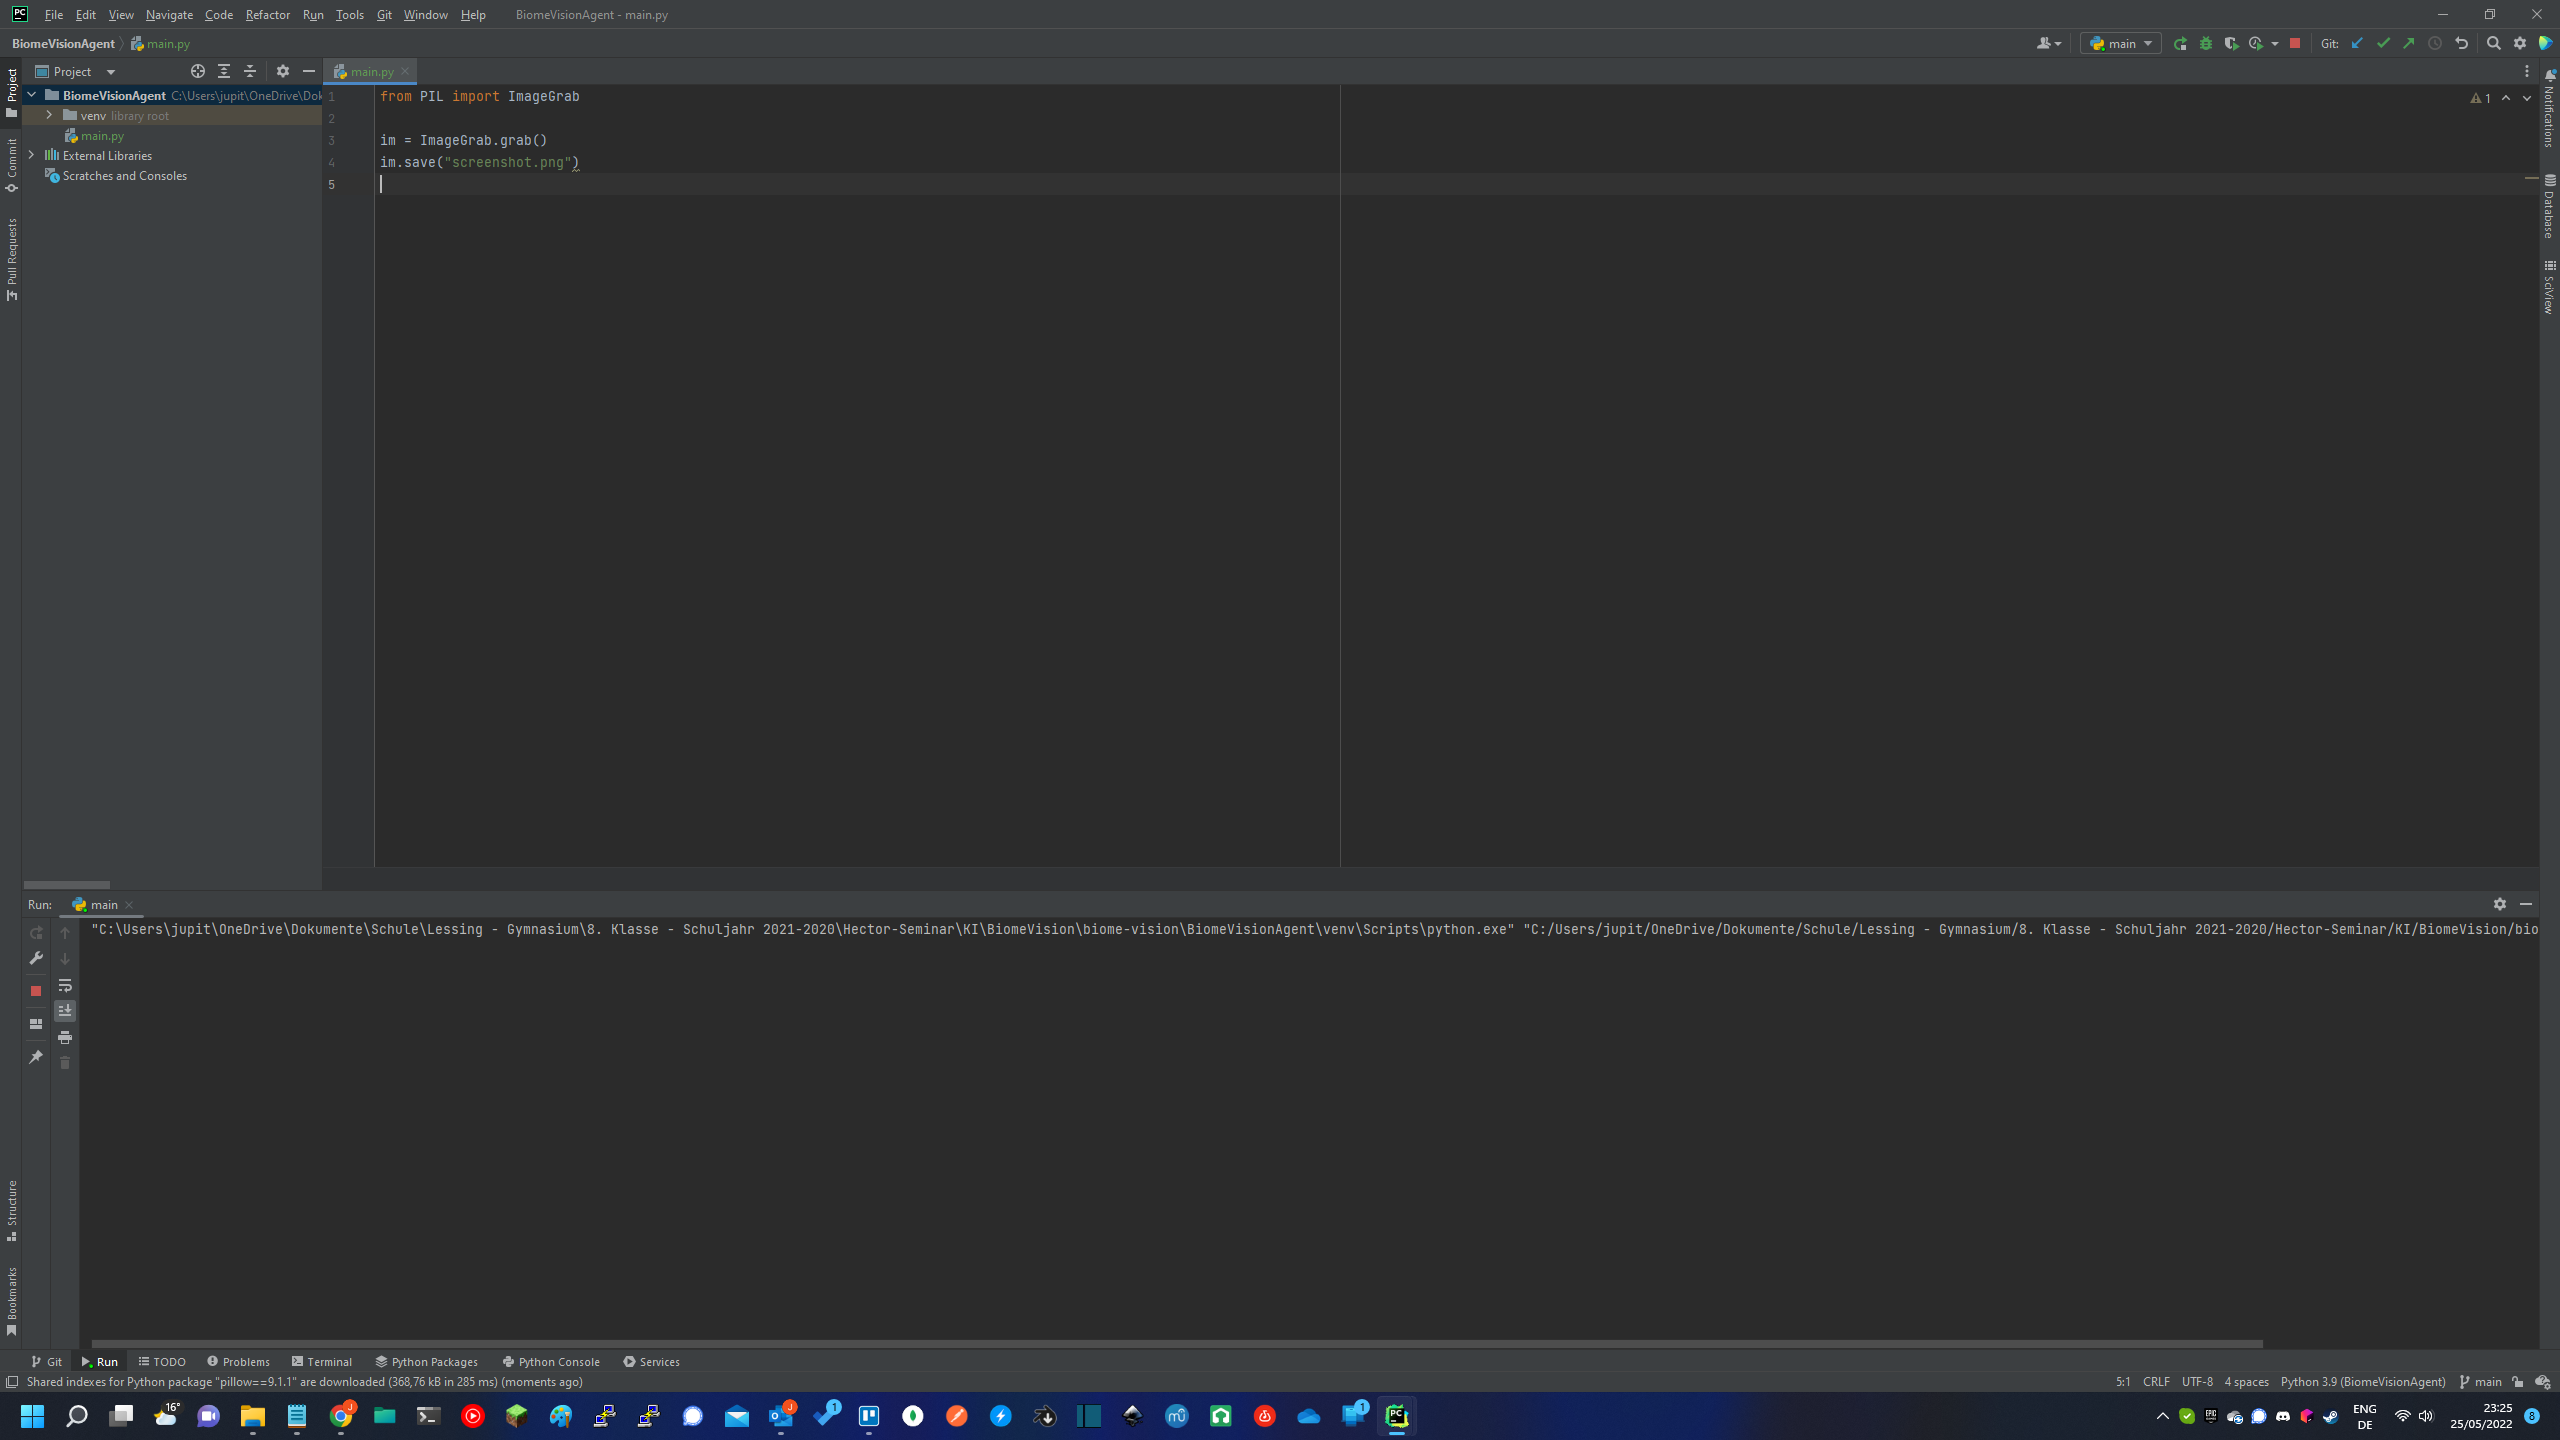 File Edit View Navigate Code Refactor Run Tools Git Window Help BiomeVisionAgent - main.py
BiomeVisionAgent main.py
main Git:
Project
main.py
BiomeVisionAgent C:\Users\jupit\OneDrive\Dok
venv library root
main.py
External Libraries
Scratches and Consoles
Project
Commit
Pull Requests
Structure
Bookmarks
1 from PIL import ImageGrab
2
3 im = ImageGrab.grab()
4 im.save("screenshot.png")
5
1
Notifications
Database
SciView
Run: main
"C:\Users\jupit\OneDrive\Dokumente\Schule\Lessing - Gymnasium\8. Klasse - Schuljahr 2021-2020\Hector-Seminar\KI\BiomeVision\biome-vision\BiomeVisionAgent\venv\Scripts\python.exe" "C:/Users/jupit/OneDrive/Dokumente/Schule/Lessing - Gymnasium/8. Klasse - Schuljahr 2021-2020/Hector-Seminar/KI/BiomeVision/bio
Git Run TODO Problems Terminal Python Packages Python Console Services
Shared indexes for Python package "pillow==9.1.1" are downloaded (368,76 kB in 285 ms) (moments ago)
5:1 CRLF UTF-8 4 spaces Python 3.9 (BiomeVisionAgent) main
16°
J
J
1
1
PC
ENG
DE
23:25
25/05/2022
8